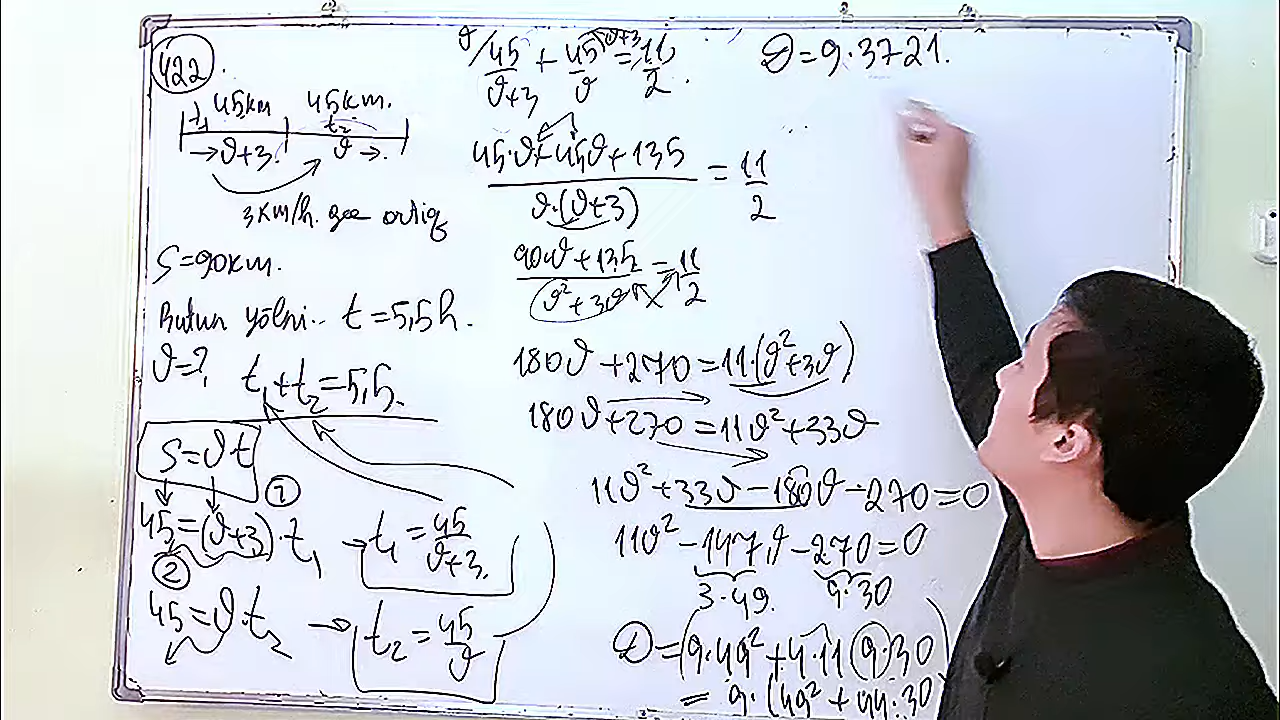 422.
45km 45km.
t₁ t₂
→ϑ+3. ϑ→.
3km/h. ga ortiq
S=90km.
Butun yo'lni.. t=5,5h.
ϑ=?
t₁+t₂=5,5.
S=ϑt
①
45=(ϑ+3)·t₁ → t₁=45/(ϑ+3).
②
45=ϑ·t₂ → t₂=45/ϑ
ϑ/ 45/(ϑ+3) + 45/ϑ /ϑ+3 = 11/2.
(45·ϑ+45ϑ+135)/(ϑ·(ϑ+3)) = 11/2
(90ϑ+135)/(ϑ²+3ϑ) = 11/2
180ϑ+270=11·(ϑ²+3ϑ)
180ϑ+270=11ϑ²+33ϑ
11ϑ²+33ϑ-180ϑ-270=0
11ϑ²-147ϑ-270=0
3·49. 9·30
D=(9·49²+4·11(9·30)
=9·(49²+44·30)
D=9·3721.